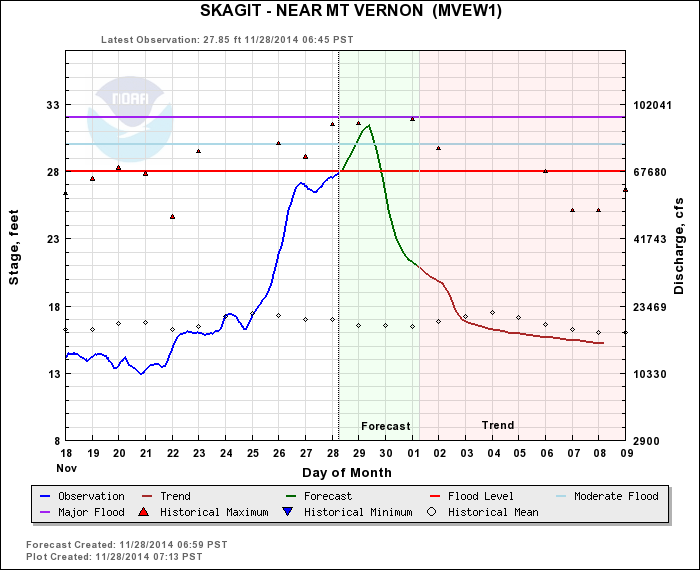 SKAGIT - NEAR MT VERNON (MVEW1)
Latest Observation: 27.85 ft 11/28/2014 06:45 PST
NOAA
33 102041
28 67680
23 41743
18 23469
13 10330
8 2900
Stage, feet
Discharge, cfs
Forecast Trend
18 19 20 21 22 23 24 25 26 27 28 29 30 01 02 03 04 05 06 07 08 09
Nov
Day of Month
Observation Trend Forecast Flood Level Moderate Flood
Major Flood Historical Maximum Historical Minimum Historical Mean
Forecast Created: 11/28/2014 06:59 PST
Plot Created: 11/28/2014 07:13 PST